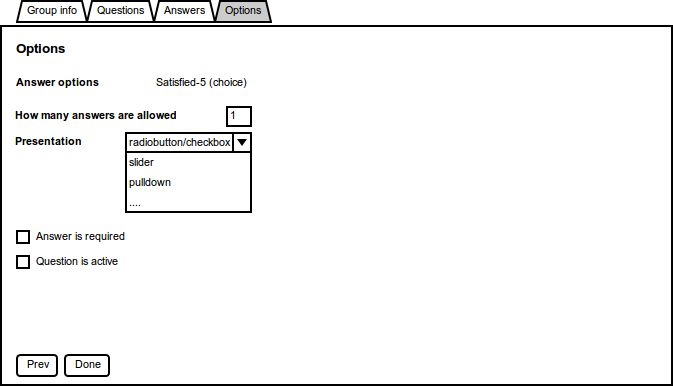 Group info Questions Answers Options
Options
Answer options Satisfied-5 (choice)
How many answers are allowed 1
Presentation radiobutton/checkbox
slider
pulldown
....
Answer is required
Question is active
Prev Done